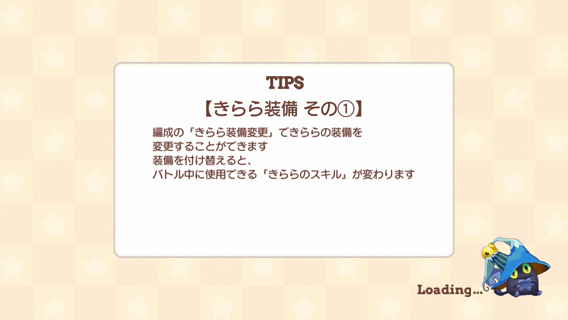 TIPS
【きらら装備 その①】
編成の「きらら装備変更」できららの装備を
変更することができます
装備を付け替えると、
バトル中に使用できる「きららのスキル」が変わります
Loading...